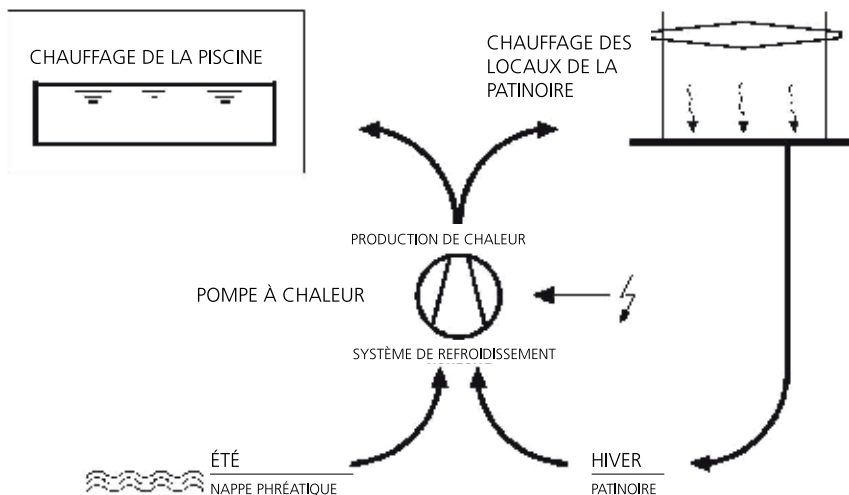 CHAUFFAGE DE LA PISCINE
CHAUFFAGE DES
LOCAUX DE LA
PATINOIRE
PRODUCTION DE CHALEUR
POMPE À CHALEUR
SYSTÈME DE REFROIDISSEMENT
ÉTÉ
NAPPE PHRÉATIQUE
HIVER
PATINOIRE